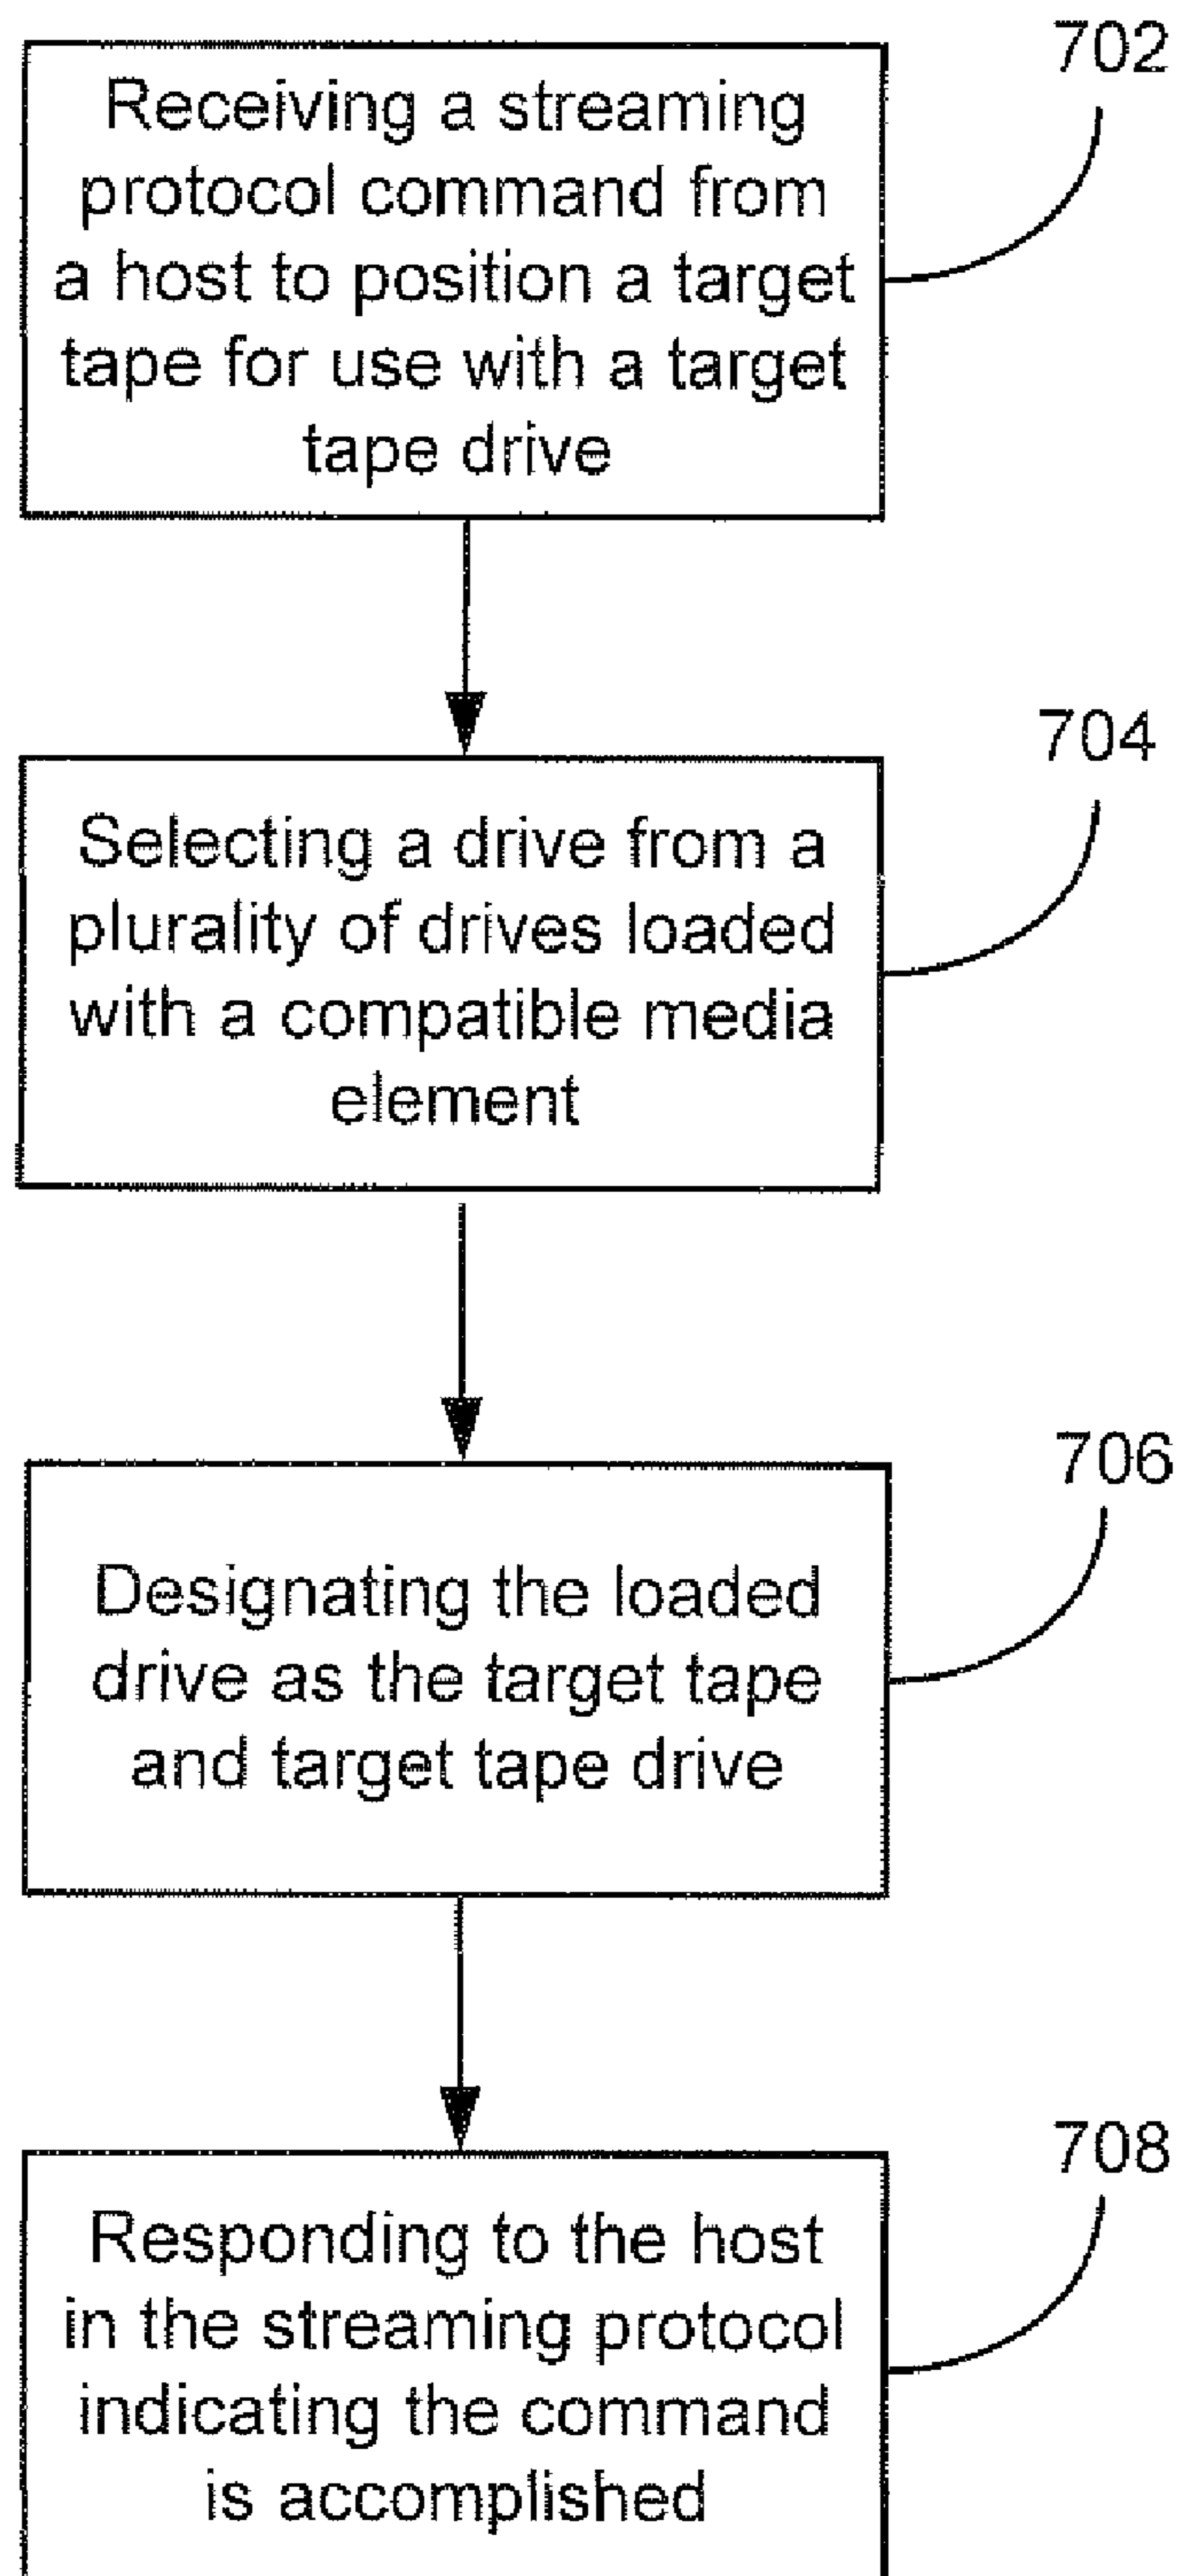 702
Receiving a streaming
protocol command from
a host to position a target
tape for use with a target
tape drive
704
Selecting a drive from a
plurality of drives loaded
with a compatible media
element
706
Designating the loaded
drive as the target tape
and target tape drive
708
Responding to the host
in the streaming protocol
indicating the command
is accomplished